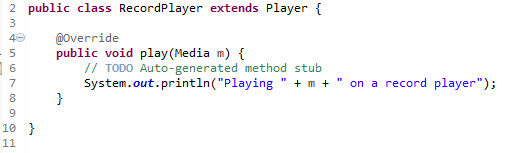 2 public class RecordPlayer extends Player {
3
4 @Override
5 public void play(Media m) {
6 // TODO Auto-generated method stub
7 System.out.println("Playing " + m + " on a record player");
8 }
9
10 }
11